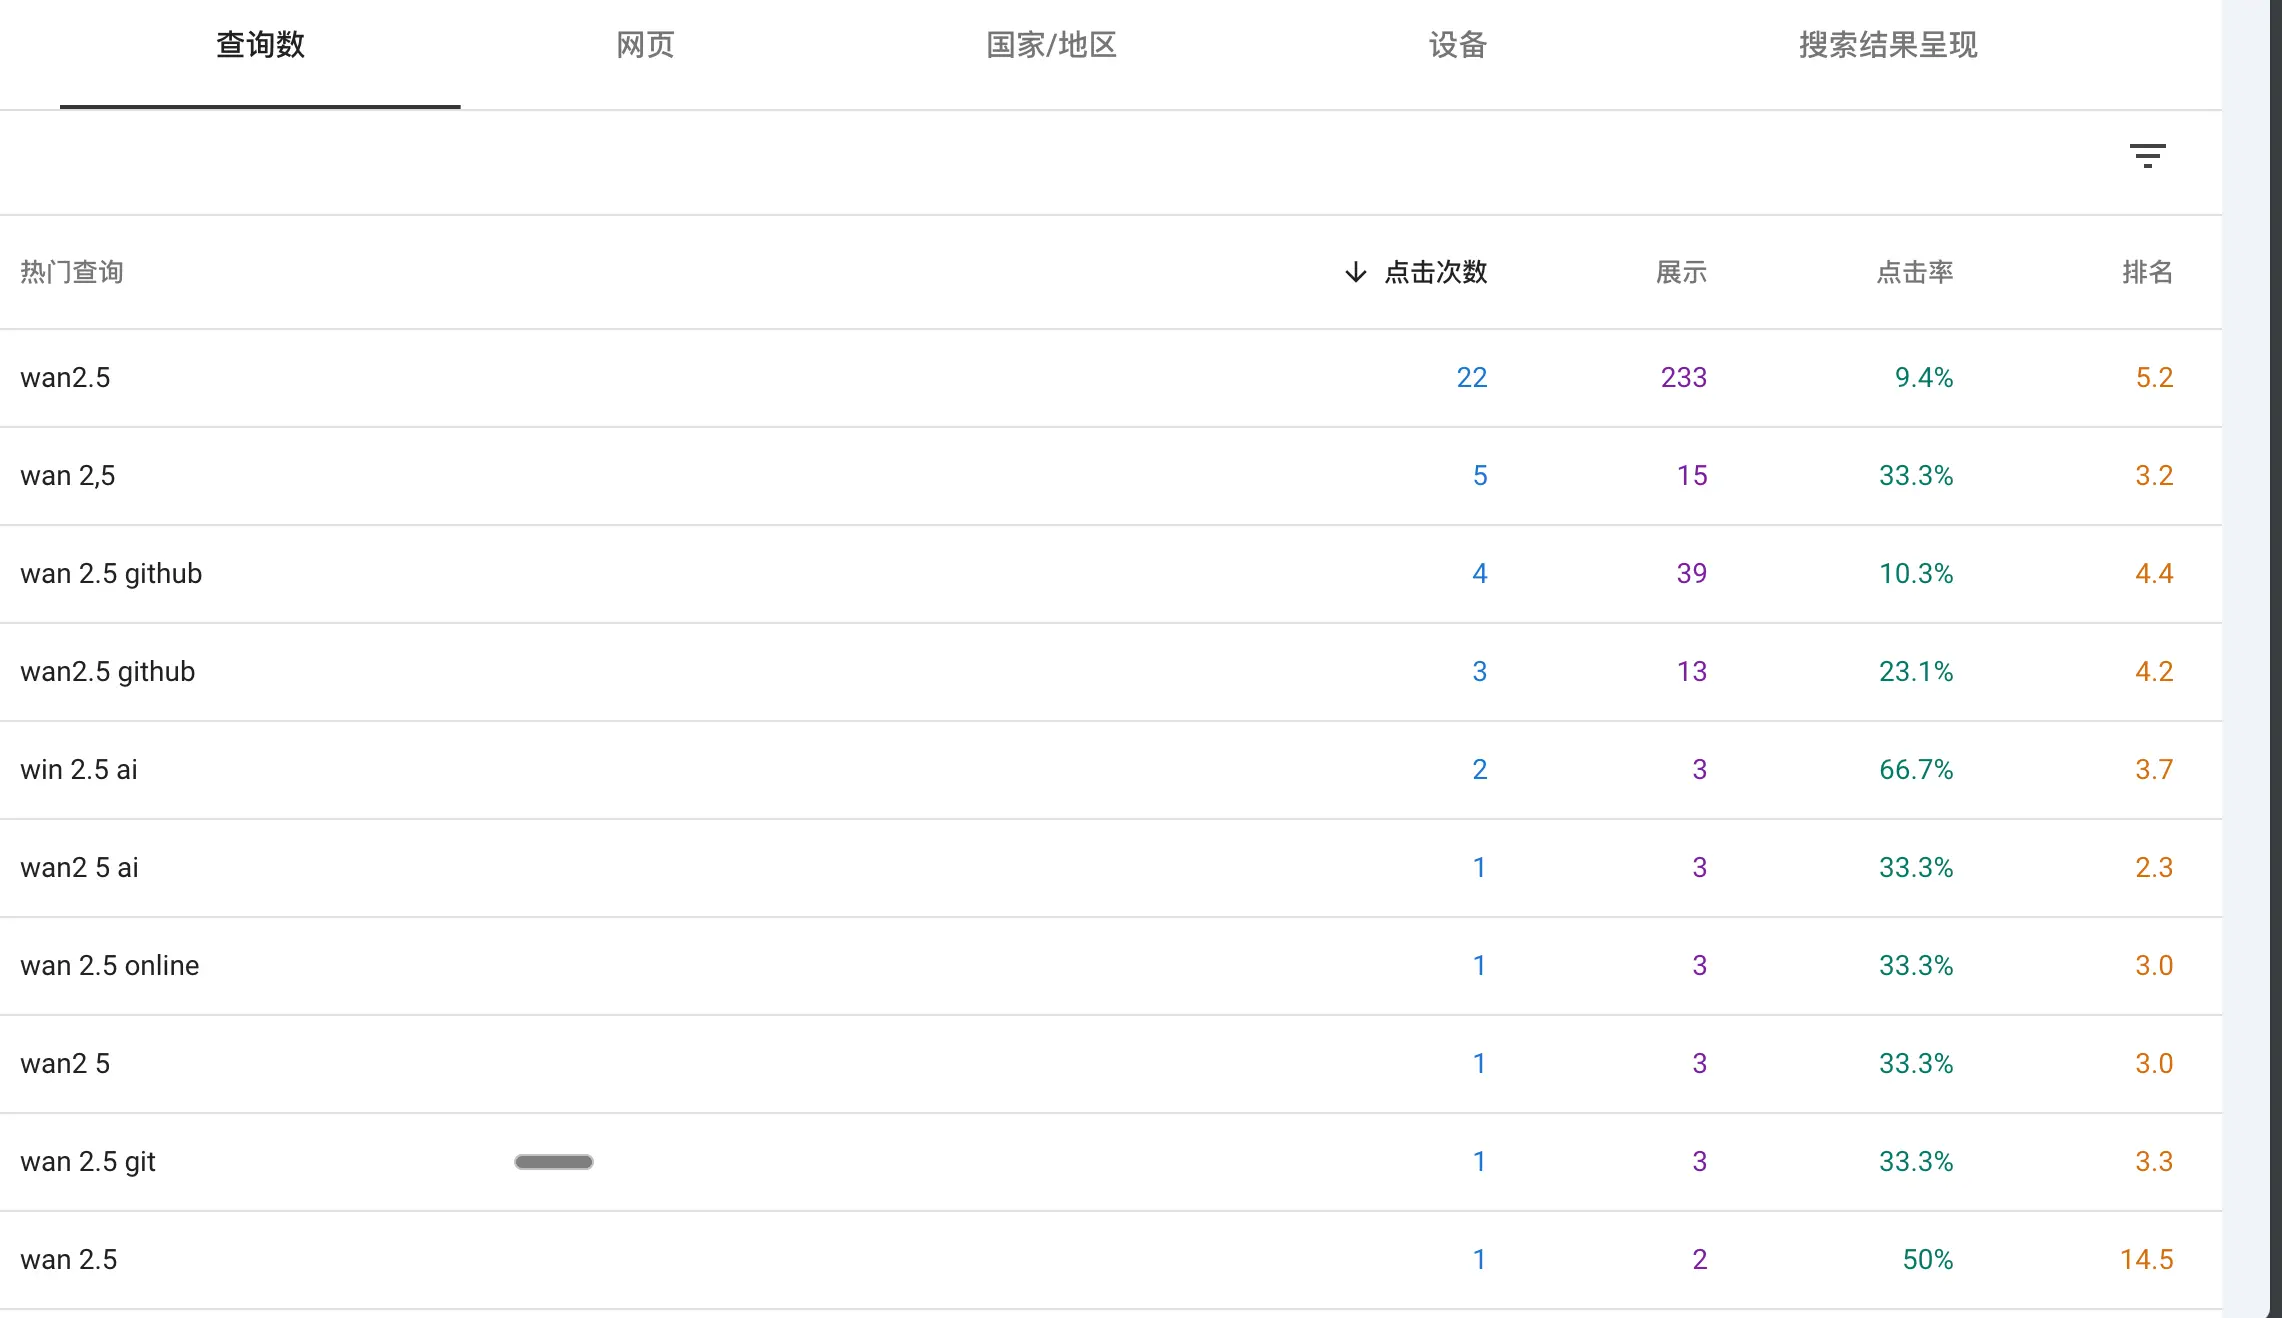 查询数 网页 国家/地区 设备 搜索结果呈现
热门查询 ↓ 点击次数 展示 点击率 排名
wan2.5 22 233 9.4% 5.2
wan 2,5 5 15 33.3% 3.2
wan 2.5 github 4 39 10.3% 4.4
wan2.5 github 3 13 23.1% 4.2
win 2.5 ai 2 3 66.7% 3.7
wan2 5 ai 1 3 33.3% 2.3
wan 2.5 online 1 3 33.3% 3.0
wan2 5 1 3 33.3% 3.0
wan 2.5 git 1 3 33.3% 3.3
wan 2.5 1 2 50% 14.5